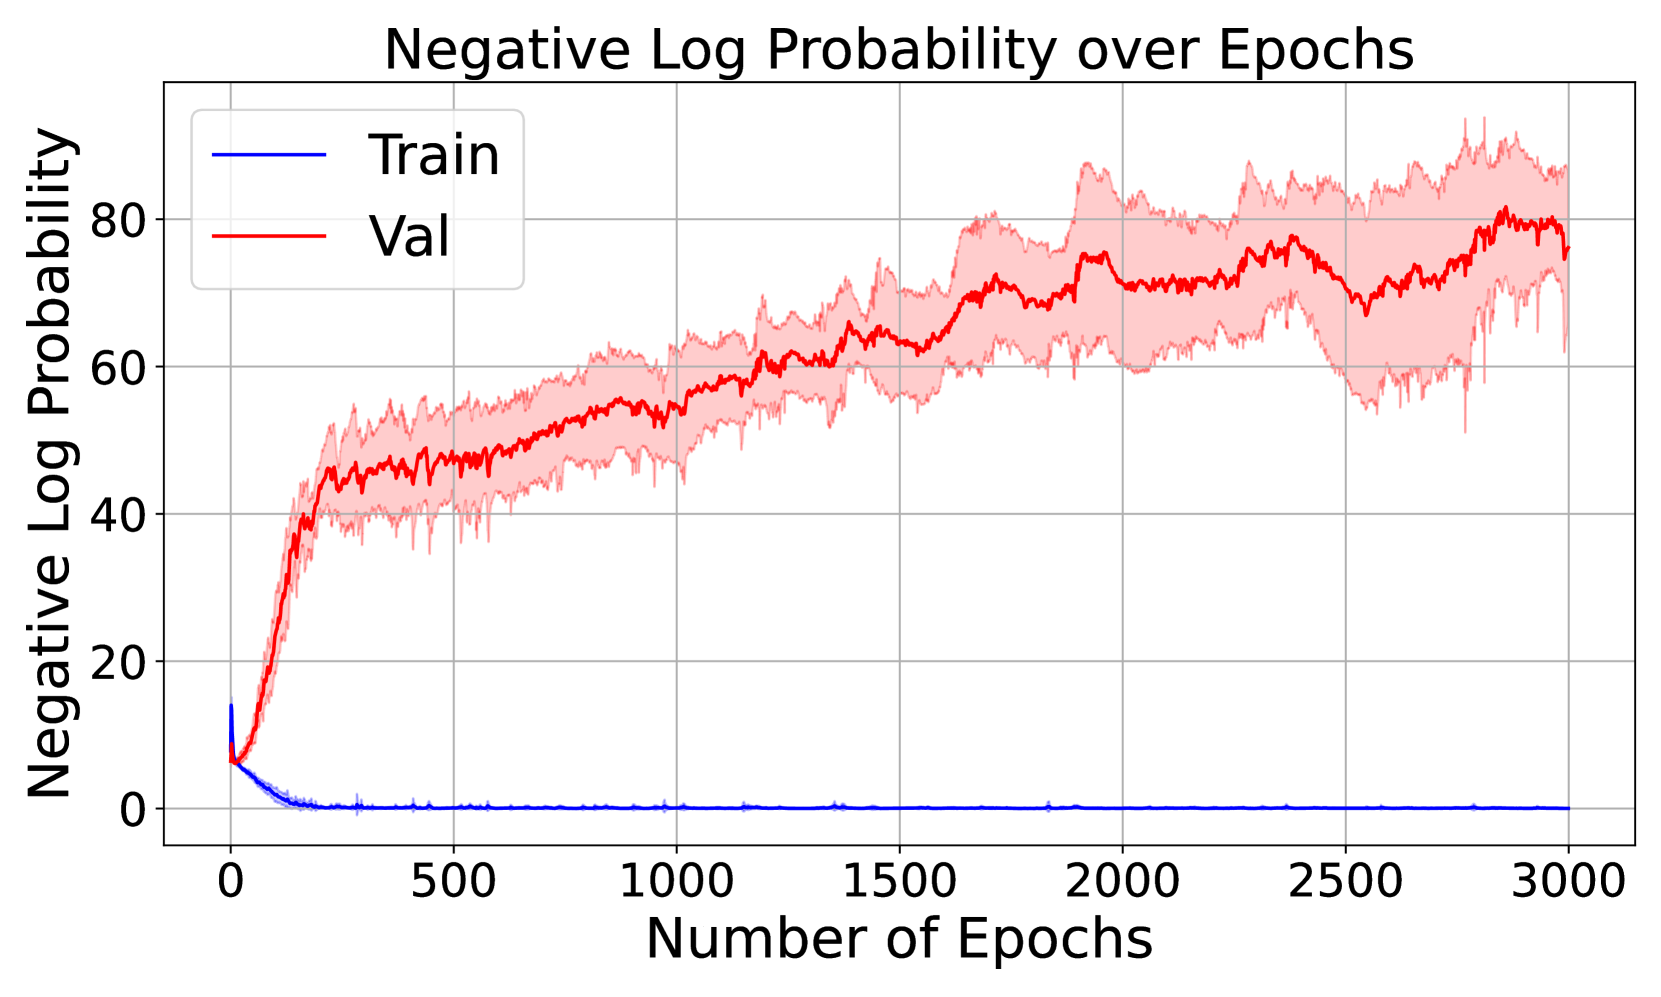 Negative Log Probability over Epochs
Train
Val
Negative Log Probability
80
60
40
20
0
0 500 1000 1500 2000 2500 3000
Number of Epochs